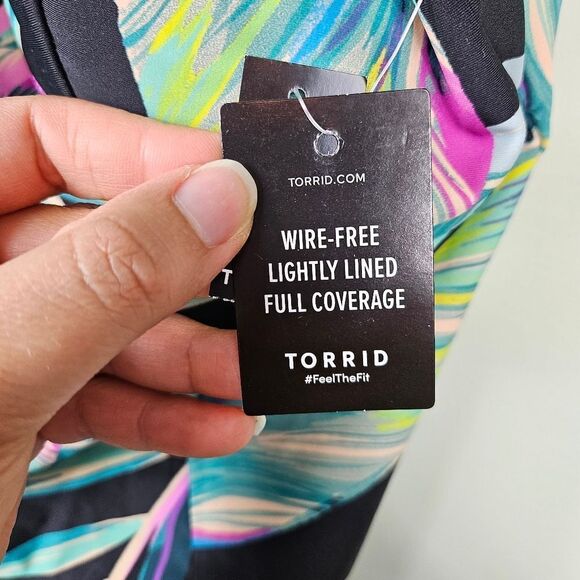 TORRID.COM
WIRE-FREE
LIGHTLY LINED
FULL COVERAGE
TORRID
#FeelTheFit
T